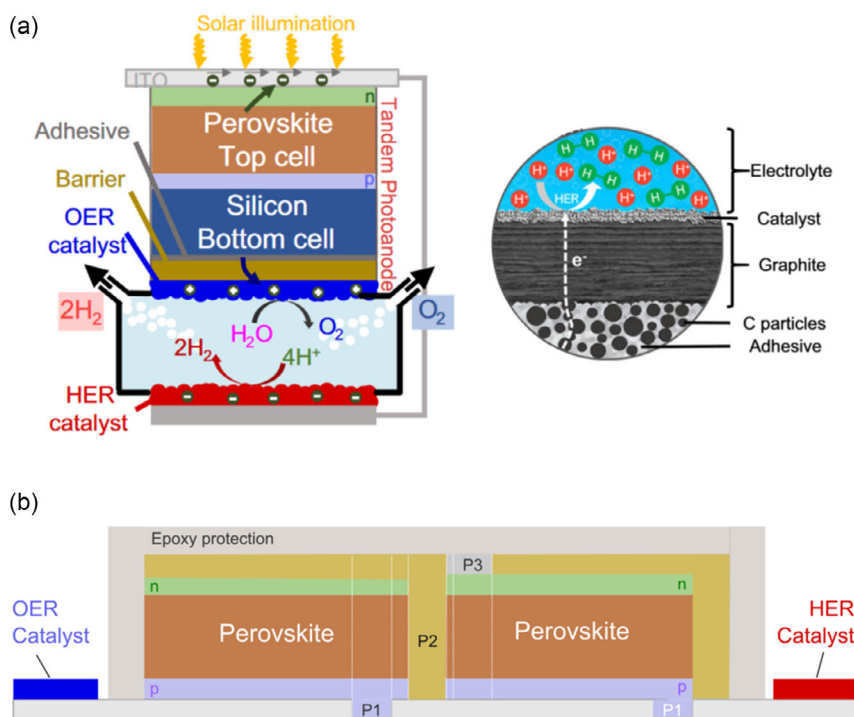 (a)
Solar illumination
ITO
n
Adhesive
Perovskite
Top cell
Barrier
p
OER
catalyst
Silicon
Bottom cell
Tandem Photoanode
2H₂
O₂
H₂O
O₂
2H₂
4H⁺
HER
catalyst
H H
H⁺
H⁺
H
H
H⁺
H
H
H⁺
H⁺
H⁺
HER
e⁻
Electrolyte
Catalyst
Graphite
C particles
Adhesive
(b)
Epoxy protection
P3
n
n
OER
Catalyst
Perovskite
P2
Perovskite
HER
Catalyst
p
p
P1
P1